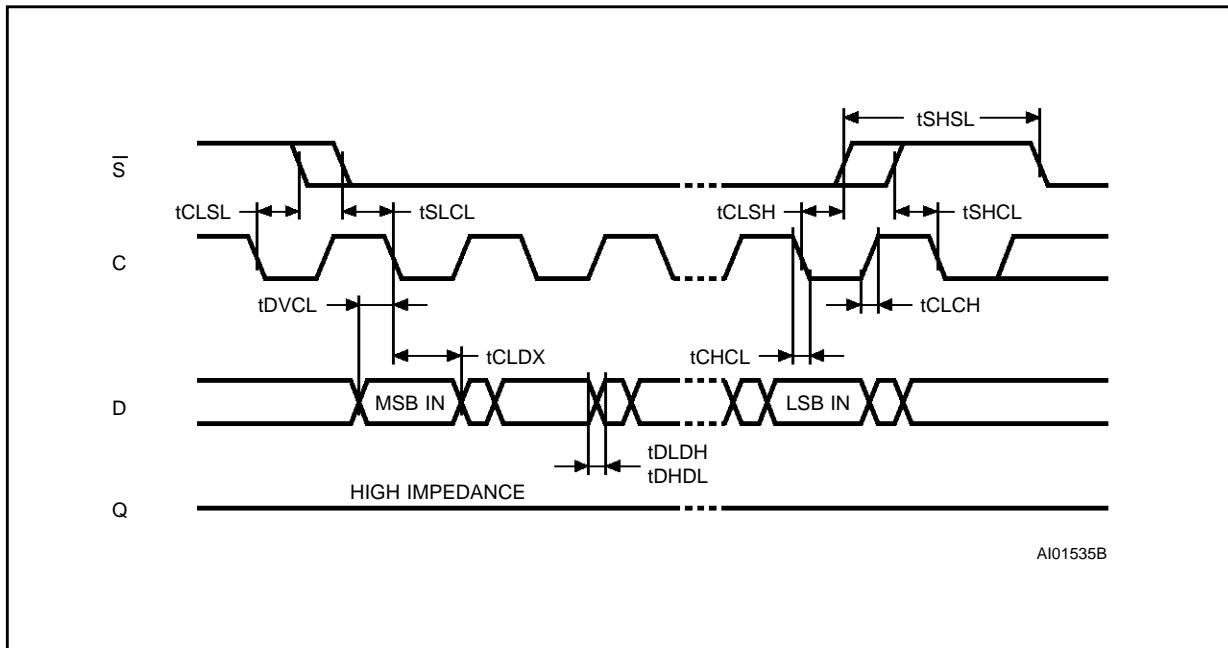 tSHSL
S̅
tCLSL tSLCL tCLSH tSHCL
C
tDVCL tCLCH
tCLDX tCHCL
D MSB IN LSB IN
tDLDH
tDHDL
HIGH IMPEDANCE
Q
AI01535B